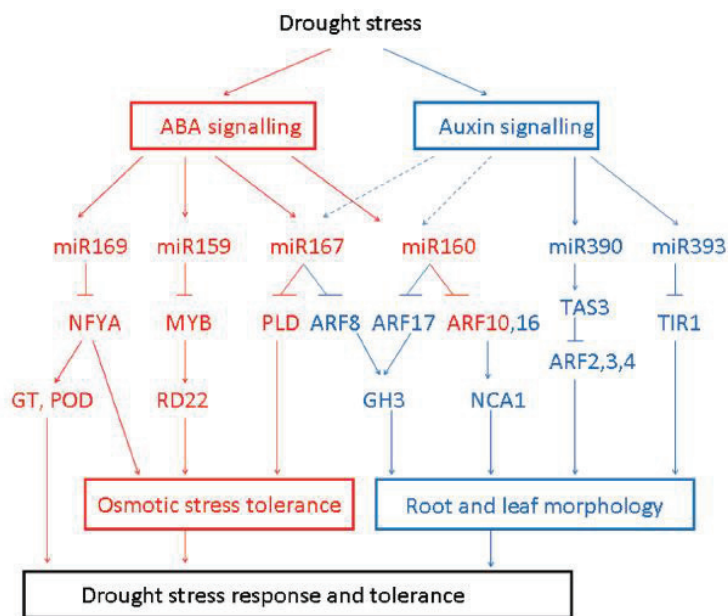 Drought stress
ABA signalling
Auxin signalling
miR169 miR159 miR167 miR160 miR390 miR393
TAS3
NFYA MYB PLD ARF8 ARF17 ARF10,16 TIR1
ARF2,3,4
GT, POD RD22 GH3 NCA1
Osmotic stress tolerance
Root and leaf morphology
Drought stress response and tolerance